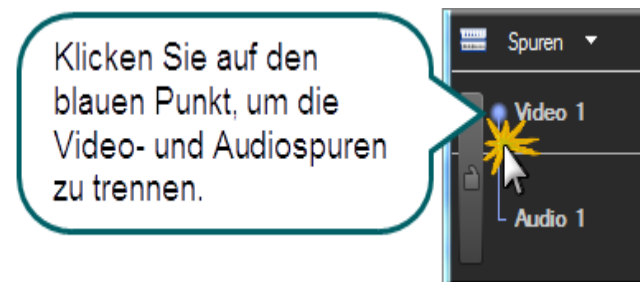 Klicken Sie auf den
blauen Punkt, um die
Video- und Audiospuren
zu trennen.
Spuren
Video 1
Audio 1